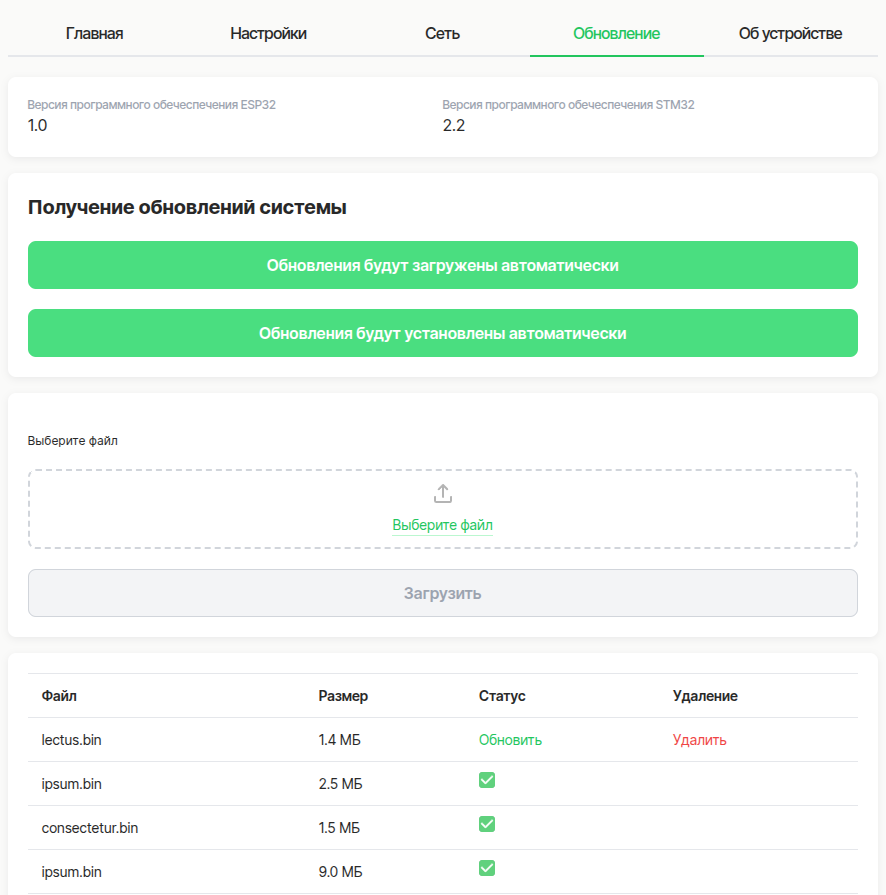 Главная Настройки Сеть Обновление Об устройстве
Версия программного обечеспечения ESP32 Версия программного обечеспечения STM32
1.0 2.2
Получение обновлений системы
Обновления будут загружены автоматически
Обновления будут установлены автоматически
Выберите файл
Выберите файл
Загрузить
Файл Размер Статус Удаление
lectus.bin 1.4 МБ Обновить Удалить
ipsum.bin 2.5 МБ
consectetur.bin 1.5 МБ
ipsum.bin 9.0 МБ